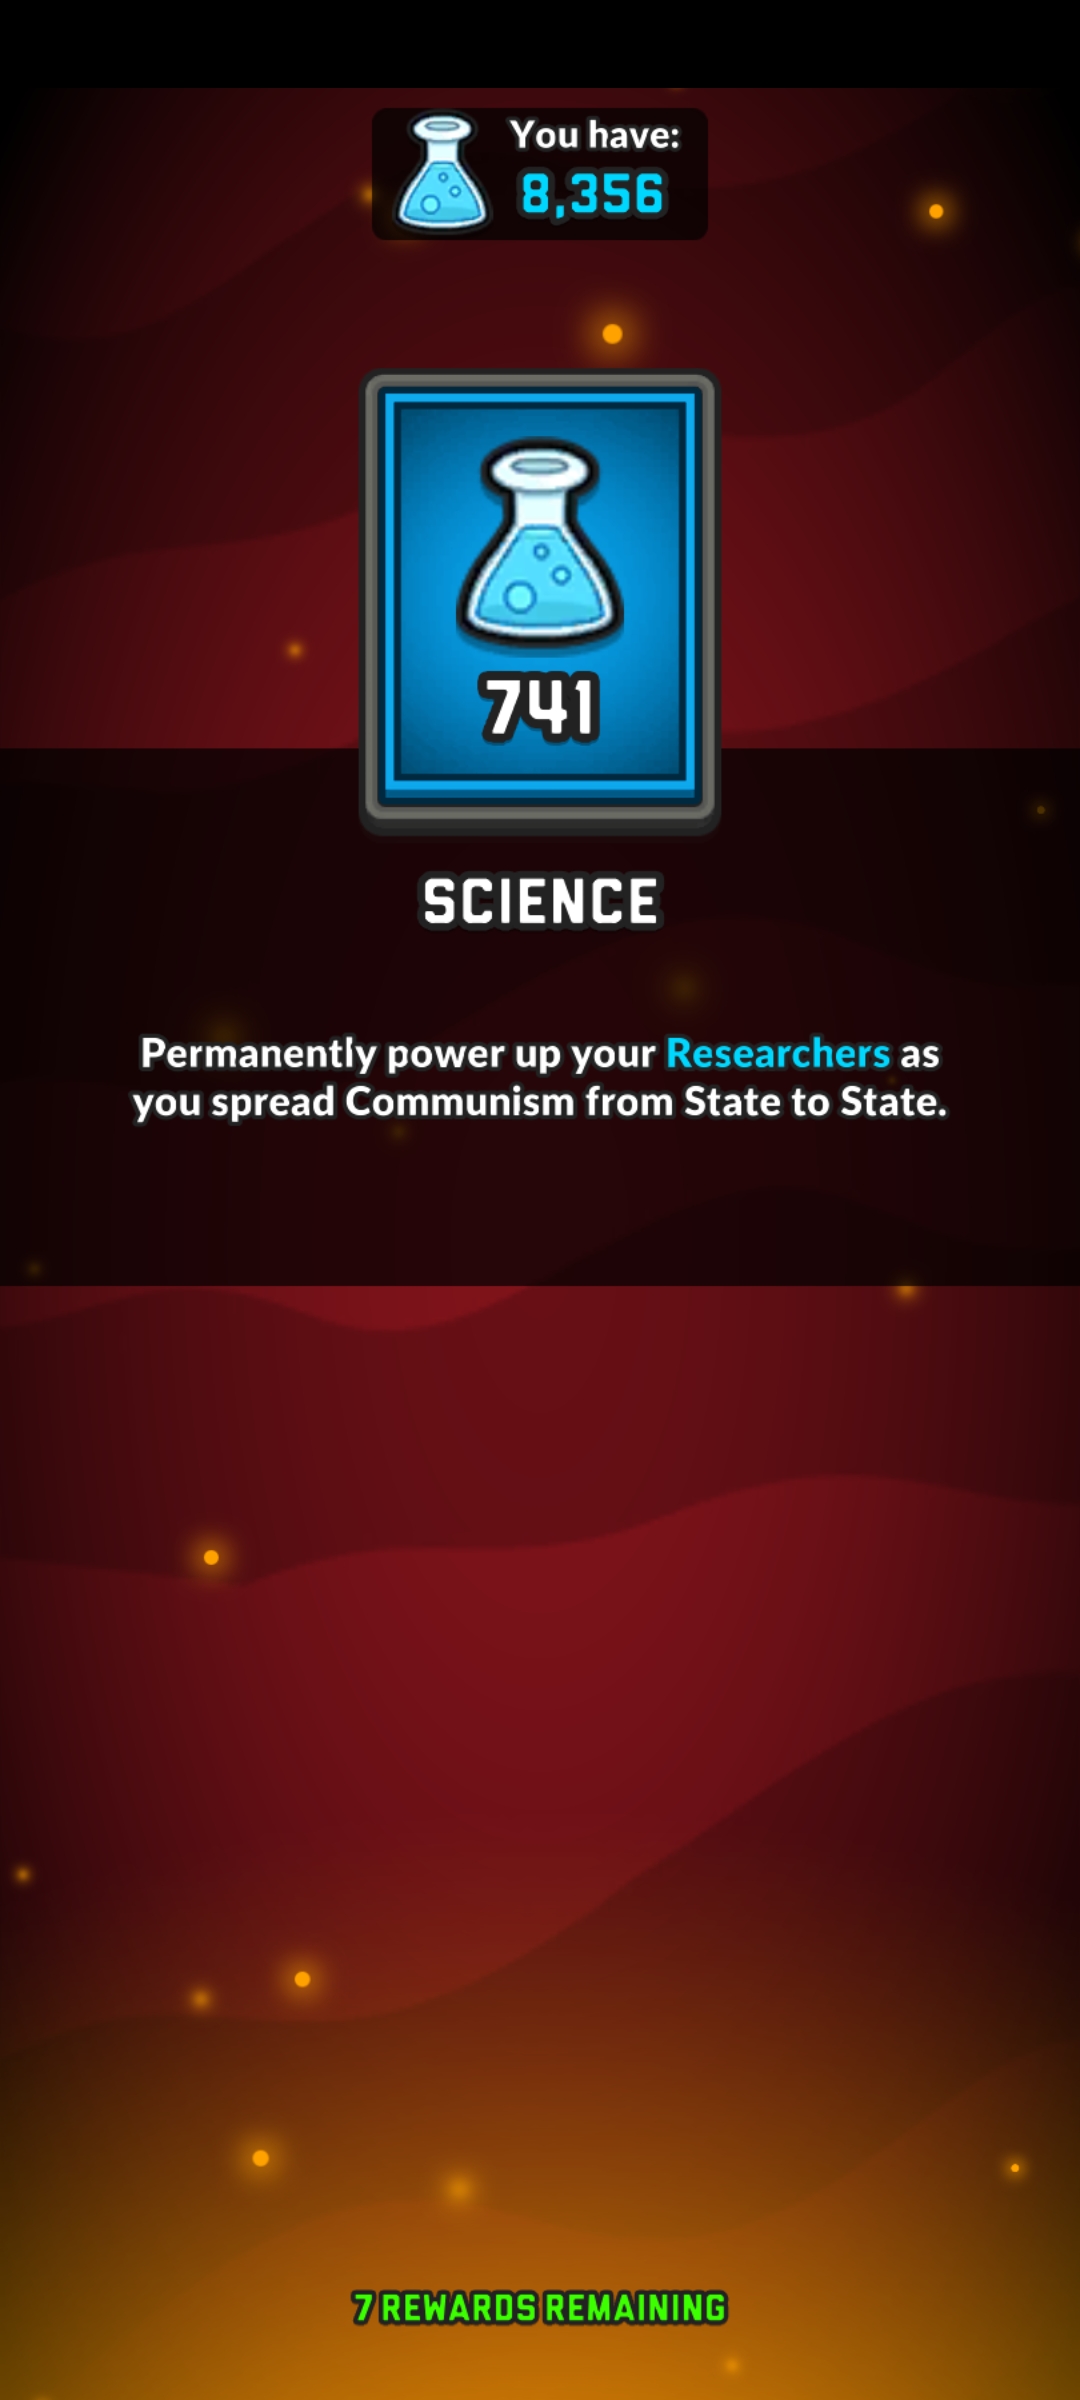 You have:
8,356
741
SCIENCE
Permanently power up your Researchers as
you spread Communism from State to State.
7 REWARDS REMAINING